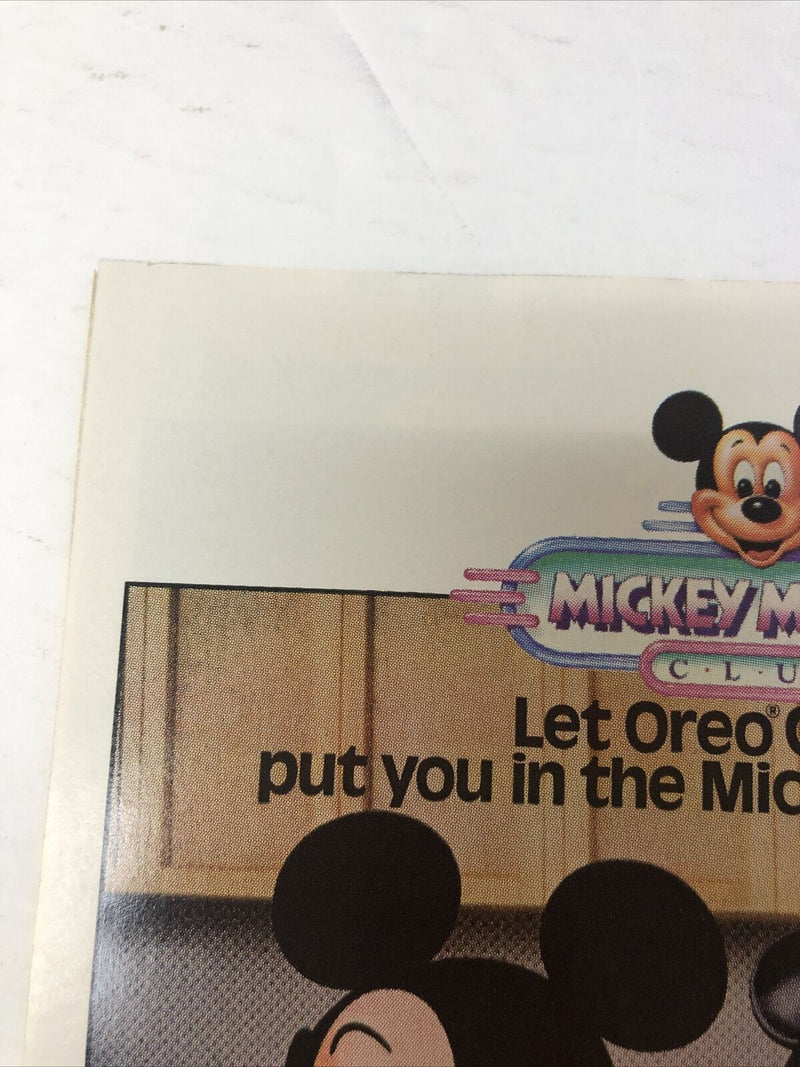 MICKEY M
C·L·U
Let Oreo®
put you in the Mic